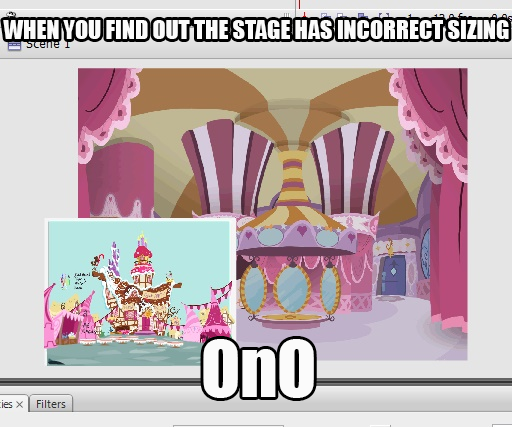 WHEN YOU FIND OUT THE STAGE HAS INCORRECT SIZING
Scene 1
OnO
ies × Filters